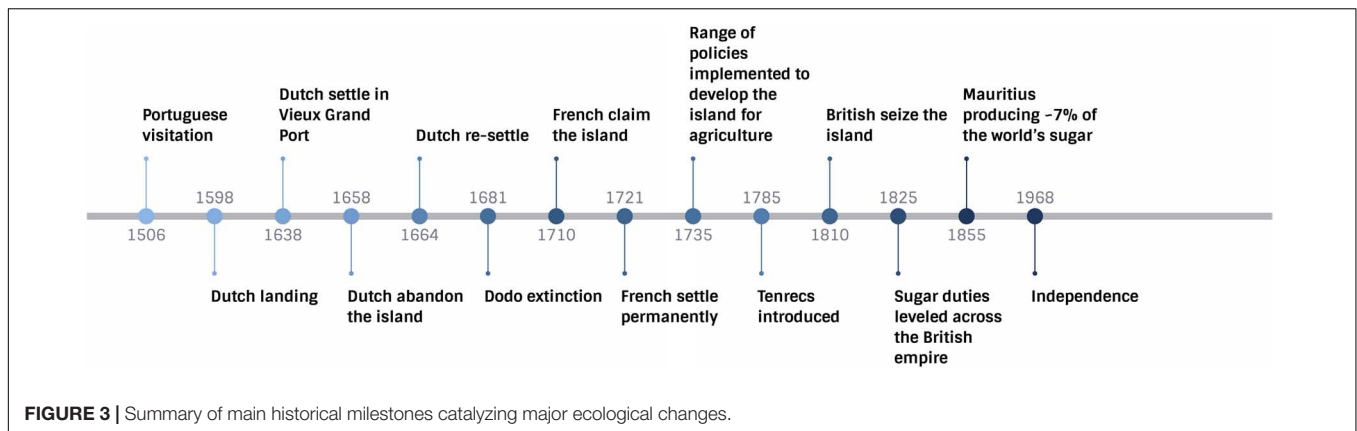 Range of
policies
implemented to
develop the
island for
agriculture
Portuguese
visitation
Dutch settle in
Vieux Grand
Port
Dutch re-settle
French claim
the island
British seize the
island
Mauritius
producing ~7% of
the world's sugar
1598
1658
1681
1721
1785
1825
1968
1506
1638
1664
1710
1735
1810
1855
Dutch landing
Dutch abandon
the island
Dodo extinction
French settle
permanently
Tenrecs
introduced
Sugar duties
leveled across
the British
empire
Independence
FIGURE 3 | Summary of main historical milestones catalyzing major ecological changes.